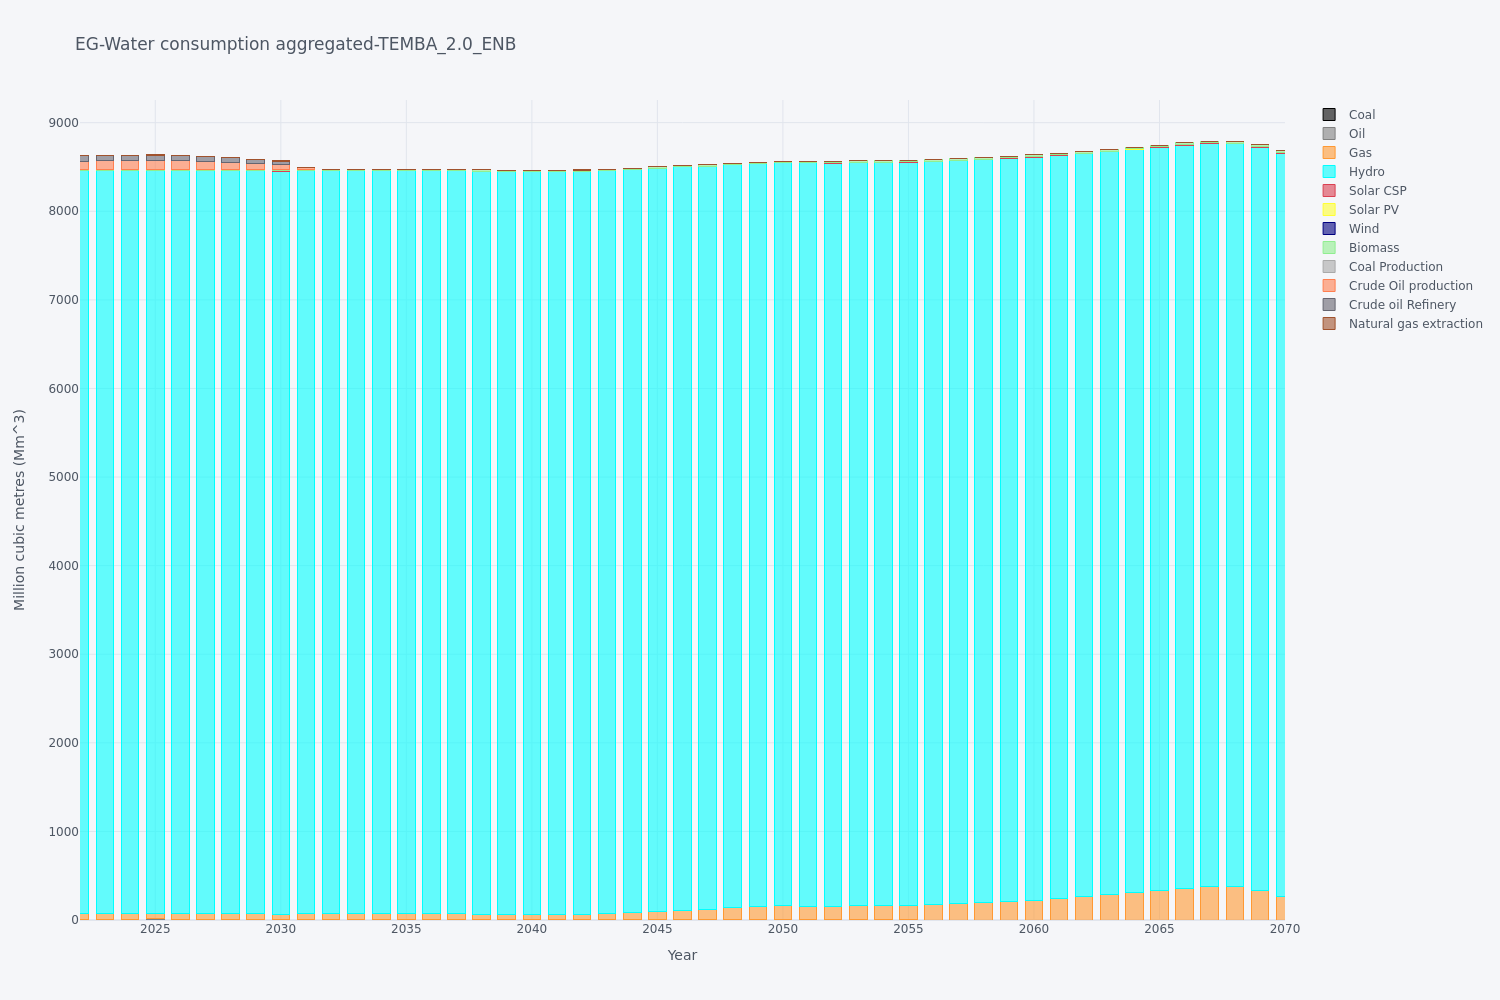 EG-Water consumption aggregated-TEMBA_2.0_ENB
Million cubic metres (Mm^3)
9000
8000
7000
6000
5000
4000
3000
2000
1000
0
2025
2030
2035
2040
2045
2050
2055
2060
2065
2070
Year
Coal
Oil
Gas
Hydro
Solar CSP
Solar PV
Wind
Biomass
Coal Production
Crude Oil production
Crude oil Refinery
Natural gas extraction